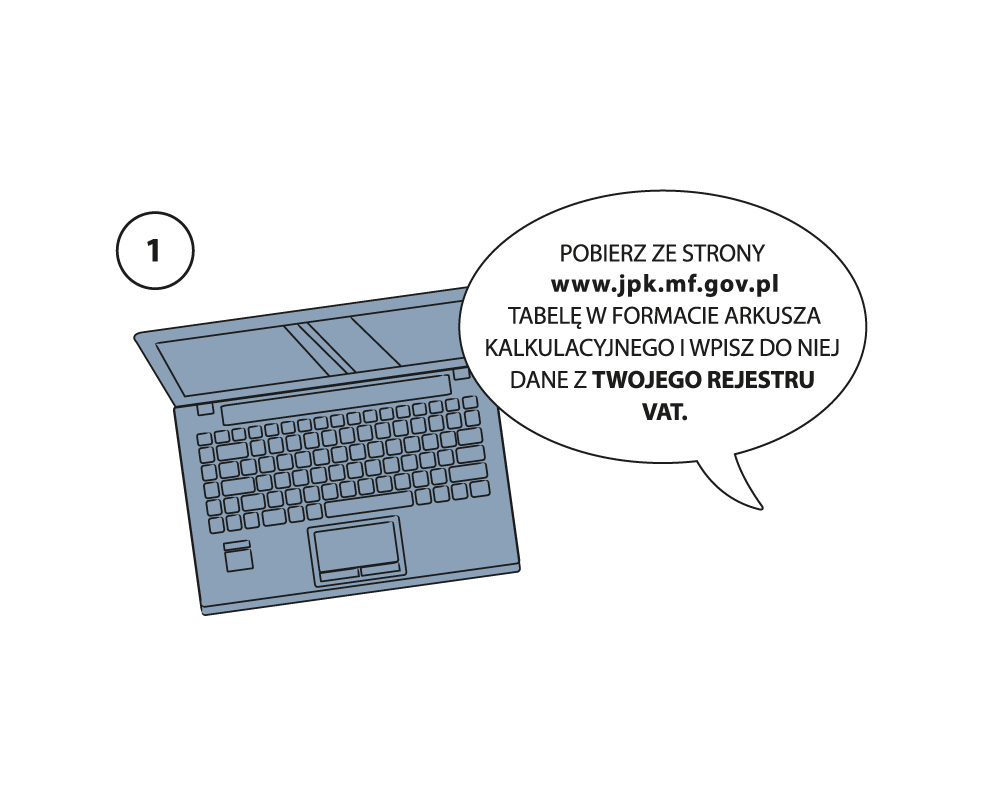 1
POBIERZ ZE STRONY
www.jpk.mf.gov.pl
TABELĘ W FORMACIE ARKUSZA
KALKULACYJNEGO I WPISZ DO NIEJ
DANE Z TWOJEGO REJESTRU
VAT.